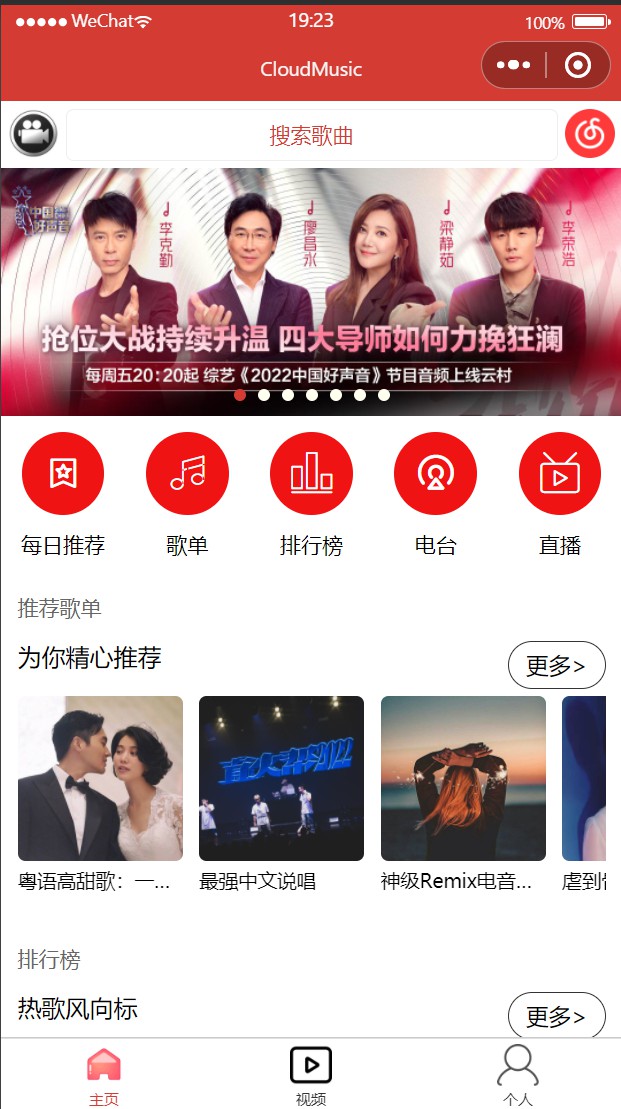 WeChat 19:23 100%
CloudMusic
搜索歌曲
中国好声音
李克勤
廖昌永
梁静茹
李荣浩
抢位大战持续升温 四大导师如何力挽狂澜
每周五20:20起 综艺《2022中国好声音》节目音频上线云村
每日推荐 歌单 排行榜 电台 直播
推荐歌单
为你精心推荐 更多>
粤语高甜歌：一... 最强中文说唱 神级Remix电音... 虐到
排行榜
热歌风向标 更多>
主页 视频 个人